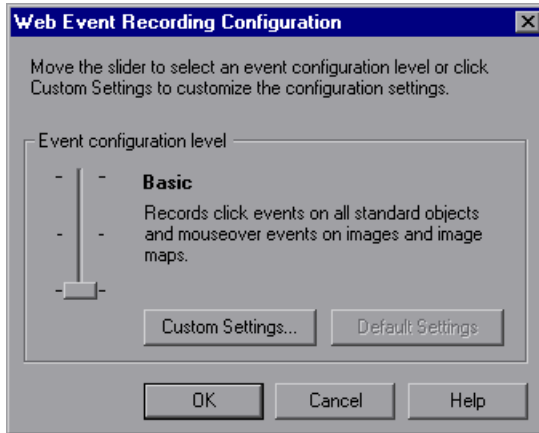 Web Event Recording Configuration
Move the slider to select an event configuration level or click
Custom Settings to customize the configuration settings.
Event configuration level
Basic
Records click events on all standard objects
and mouseover events on images and image
maps.
Custom Settings... Default Settings
OK Cancel Help